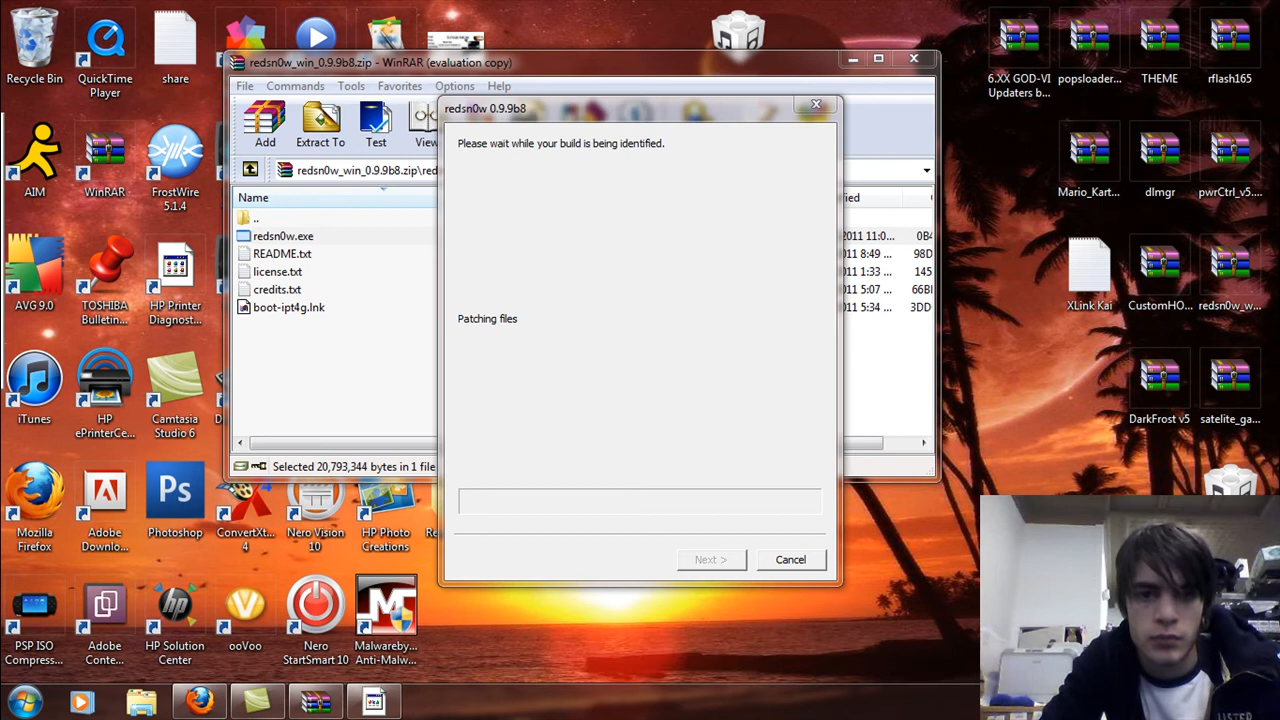 Recycle Bin
QuickTime
Player
share
6.XX GOD-VI
Updaters b...
popsloader...
THEME
rflash165
AIM
WinRAR
FrostWire
5.1.4
Mario_Kart...
dlmgr
pwrCtrl_v5....
AVG 9.0
TOSHIBA
Bulletin...
HP Printer
Diagnost...
XLink Kai
CustomHO...
redsn0w_w...
iTunes
HP
ePrinterCe...
Camtasia
Studio 6
DarkFrost v5
satelite_ga...
Mozilla
Firefox
Adobe
Downlo...
Ps
Photoshop
ConvertXt...
4
Nero Vision
10
HP Photo
Creations
PSP ISO
Compress...
Adobe
Conte...
HP Solution
Center
ooVoo
Nero
StartSmart 10
Malwareby...
Anti-Malw...
redsn0w_win_0.9.9b8.zip - WinRAR (evaluation copy)
File Commands Tools Favorites Options Help
Add Extract To Test View
redsn0w_win_0.9.9b8.zip\red
Name
..
redsn0w.exe
2011 11:0...
README.txt
2011 8:49 ...
98D
license.txt
2011 1:33 ...
145
credits.txt
2011 5:07 ...
boot-ipt4g.lnk
2011 5:34 ...
3DD
Selected 20,793,344 bytes in 1 file
redsn0w 0.9.9b8
Please wait while your build is being identified.
Patching files
Next >
Cancel